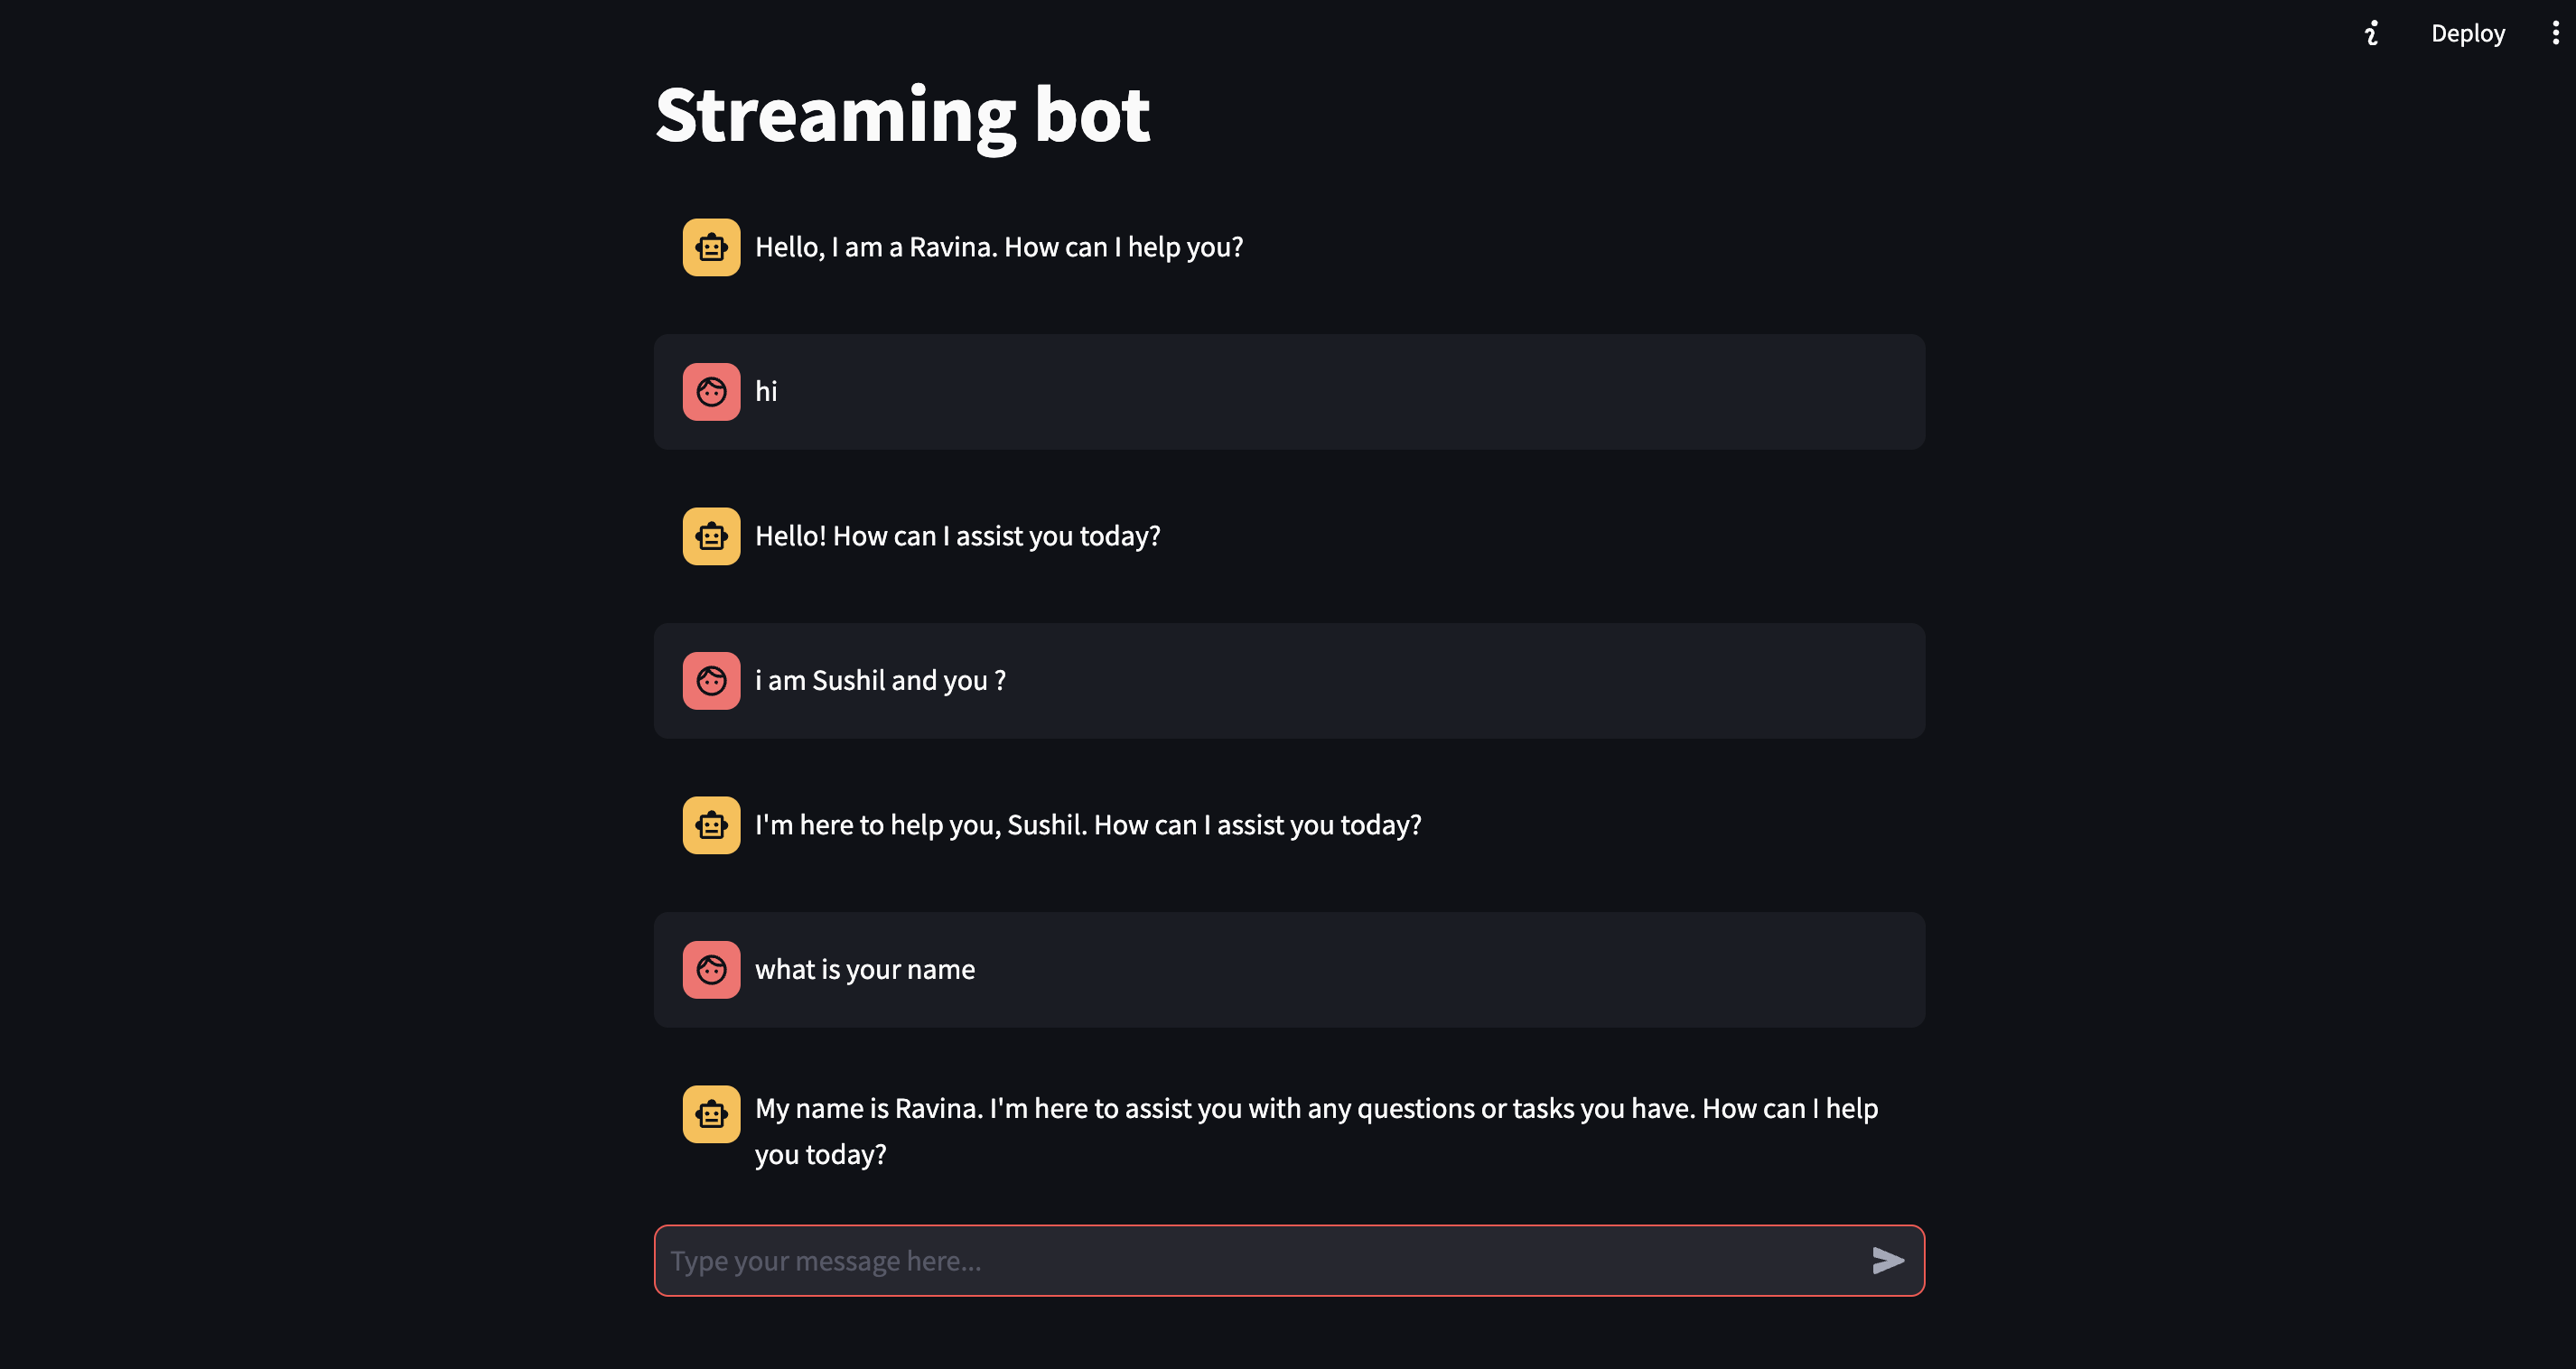 Deploy
Streaming bot
Hello, I am a Ravina. How can I help you?
hi
Hello! How can I assist you today?
i am Sushil and you ?
I'm here to help you, Sushil. How can I assist you today?
what is your name
My name is Ravina. I'm here to assist you with any questions or tasks you have. How can I help
you today?
Type your message here...